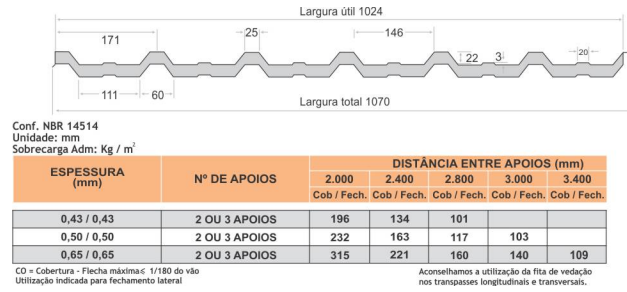 Largura útil 1024
171
25
146
22
3
20
111
60
Largura total 1070
Conf. NBR 14514
Unidade: mm
Sobrecarga Adm: Kg / m²
ESPESSURA (mm)
Nº DE APOIOS
DISTÂNCIA ENTRE APOIOS (mm)
2.000 2.400 2.800 3.000 3.400
Cob / Fech. Cob / Fech. Cob / Fech. Cob / Fech. Cob / Fech.
0,43 / 0,43 2 OU 3 APOIOS 196 134 101
0,50 / 0,50 2 OU 3 APOIOS 232 163 117 103
0,65 / 0,65 2 OU 3 APOIOS 315 221 160 140 109
CO = Cobertura - Flecha máxima⩽ 1/180 do vão
Utilização indicada para fechamento lateral
Aconselhamos a utilização da fita de vedação
nos transpasses longitudinais e transversais.